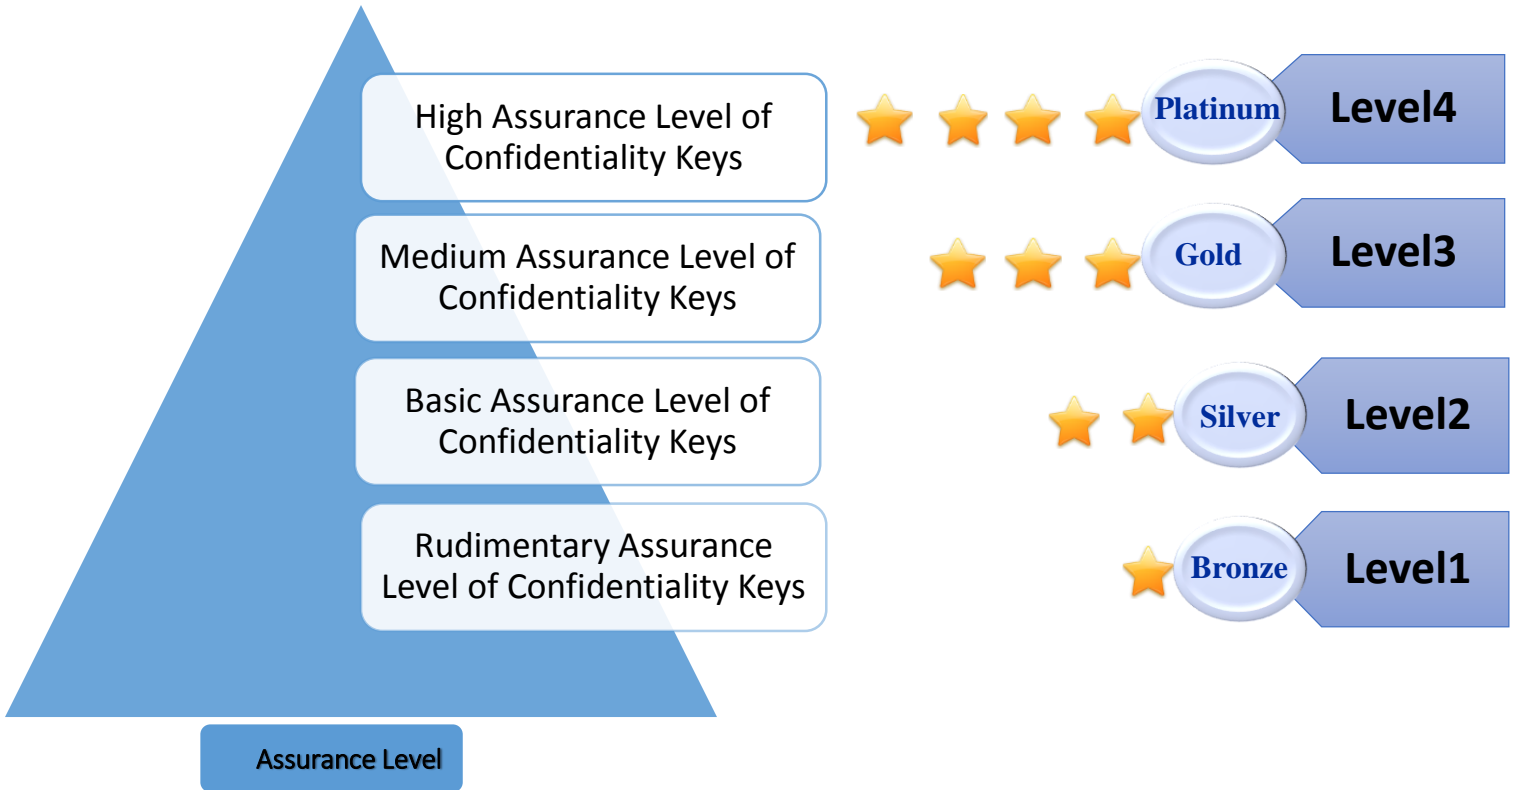 High Assurance Level of
Confidentiality Keys
Platinum
Level4
Medium Assurance Level of
Confidentiality Keys
Gold
Level3
Basic Assurance Level of
Confidentiality Keys
Silver
Level2
Rudimentary Assurance
Level of Confidentiality Keys
Bronze
Level1
Assurance Level